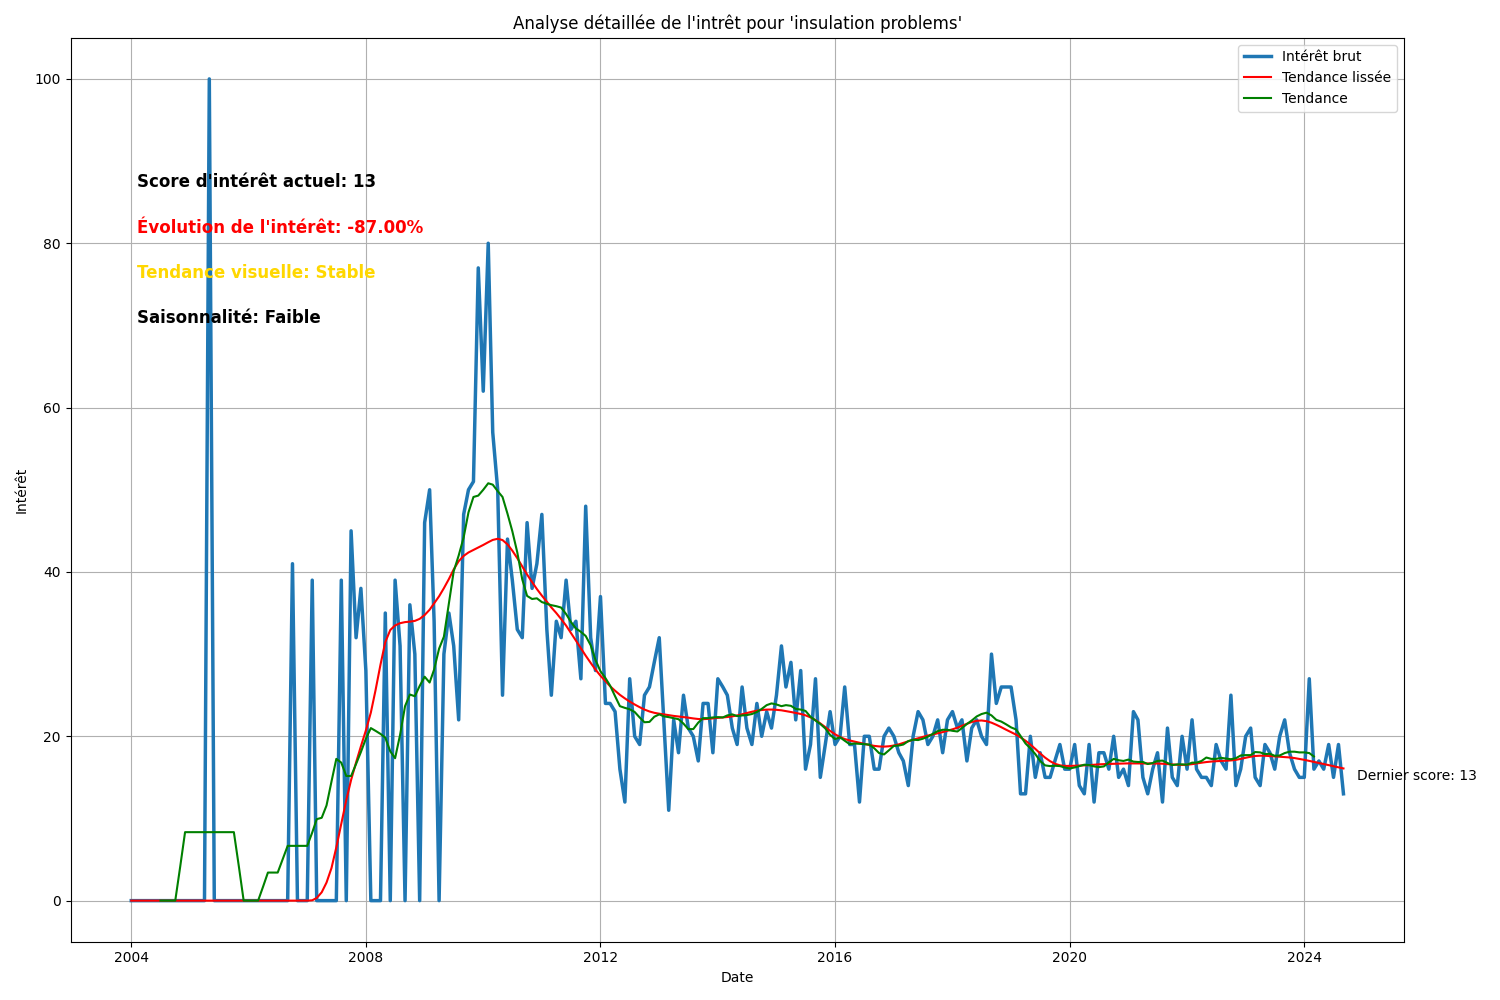 Analyse détaillée de l'intrêt pour 'insulation problems'
Intérêt brut
Tendance lissée
Tendance
Score d'intérêt actuel: 13
Évolution de l'intérêt: -87.00%
Tendance visuelle: Stable
Saisonnalité: Faible
Dernier score: 13
Intérêt
100
80
60
40
20
0
2004
2008
2012
2016
2020
2024
Date